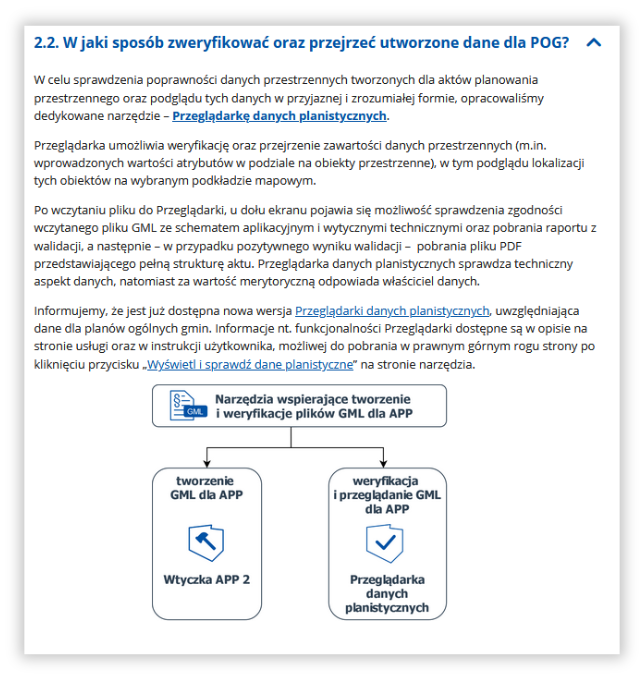 2.2. W jaki sposób zweryfikować oraz przejrzeć utworzone dane dla POG?
W celu sprawdzenia poprawności danych przestrzennych tworzonych dla aktów planowania
przestrzennego oraz podglądu tych danych w przyjaznej i zrozumiałej formie, opracowaliśmy
dedykowane narzędzie – Przeglądarkę danych planistycznych.
Przeglądarka umożliwia weryfikację oraz przejrzenie zawartości danych przestrzennych (m.in.
wprowadzonych wartości atrybutów w podziale na obiekty przestrzenne), w tym podglądu lokalizacji
tych obiektów na wybranym podkładzie mapowym.
Po wczytaniu pliku do Przeglądarki, u dołu ekranu pojawia się możliwość sprawdzenia zgodności
wczytanego pliku GML ze schematem aplikacyjnym i wytycznymi technicznymi oraz pobrania raportu z
walidacji, a następnie – w przypadku pozytywnego wyniku walidacji – pobrania pliku PDF
przedstawiającego pełną strukturę aktu. Przeglądarka danych planistycznych sprawdza techniczny
aspekt danych, natomiast za wartość merytoryczną odpowiada właściciel danych.
Informujemy, że jest już dostępna nowa wersja Przeglądarki danych planistycznych, uwzględniająca
dane dla planów ogólnych gmin. Informacje nt. funkcjonalności Przeglądarki dostępne są w opisie na
stronie usługi oraz w instrukcji użytkownika, możliwej do pobrania w prawnym górnym rogu strony po
kliknięciu przycisku „Wyświetl i sprawdź dane planistyczne” na stronie narzędzia.
GML
Narzędzia wspierające tworzenie
i weryfikacje plików GML dla APP
tworzenie
GML dla APP
Wtyczka APP 2
weryfikacja
i przeglądanie GML
dla APP
Przeglądarka
danych
planistycznych